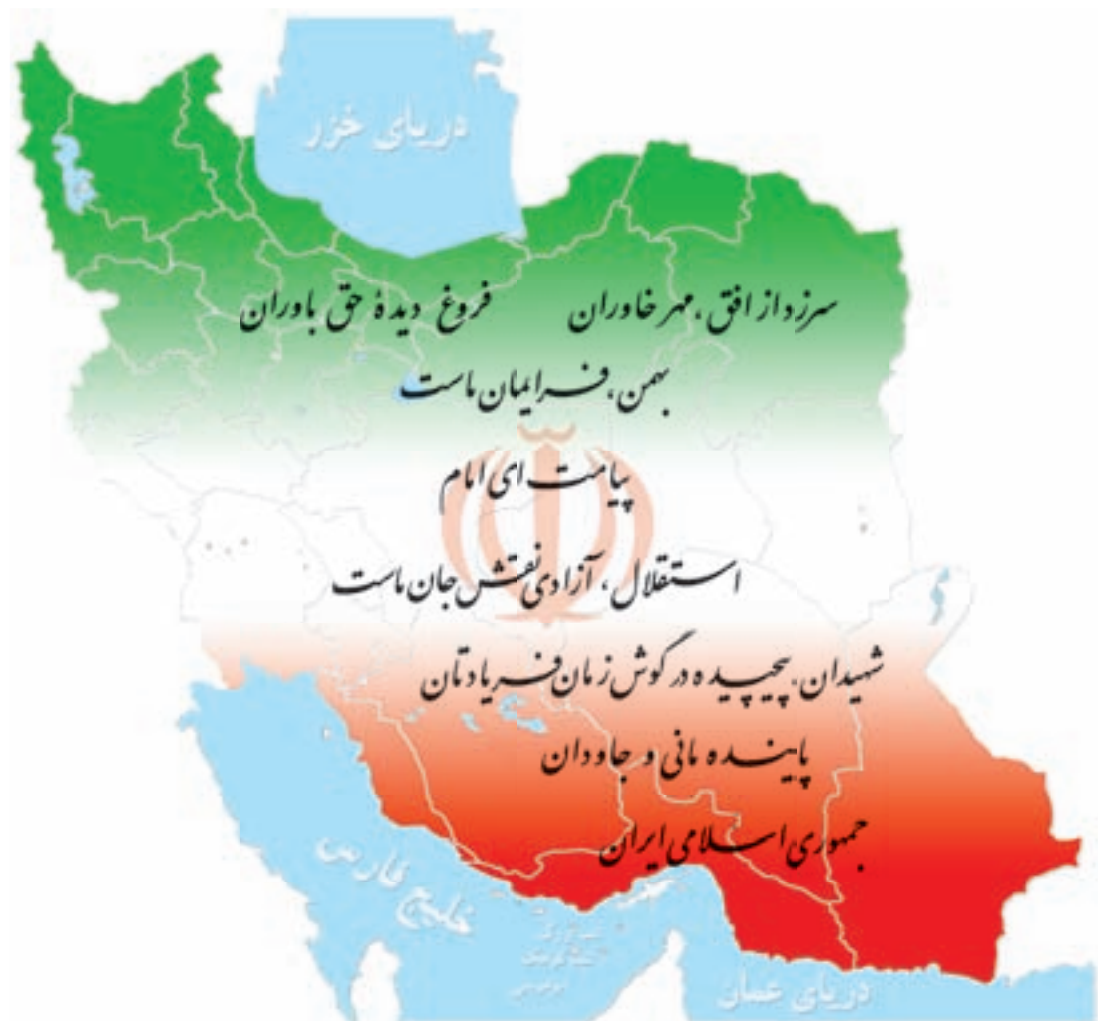 دریای خزر
سرزد از افق، مهر خاوران فروغ دیدهٔ حق باوران
بهمن، فر ایمان ماست
پیامت ای امام
استقلال، آزادی نقش جان ماست
شهیدان، پیچیده در گوش زمان فریادتان
پاینده مانی و جاودان
جمهوری اسلامی ایران
خلیج فارس
دریای عمان